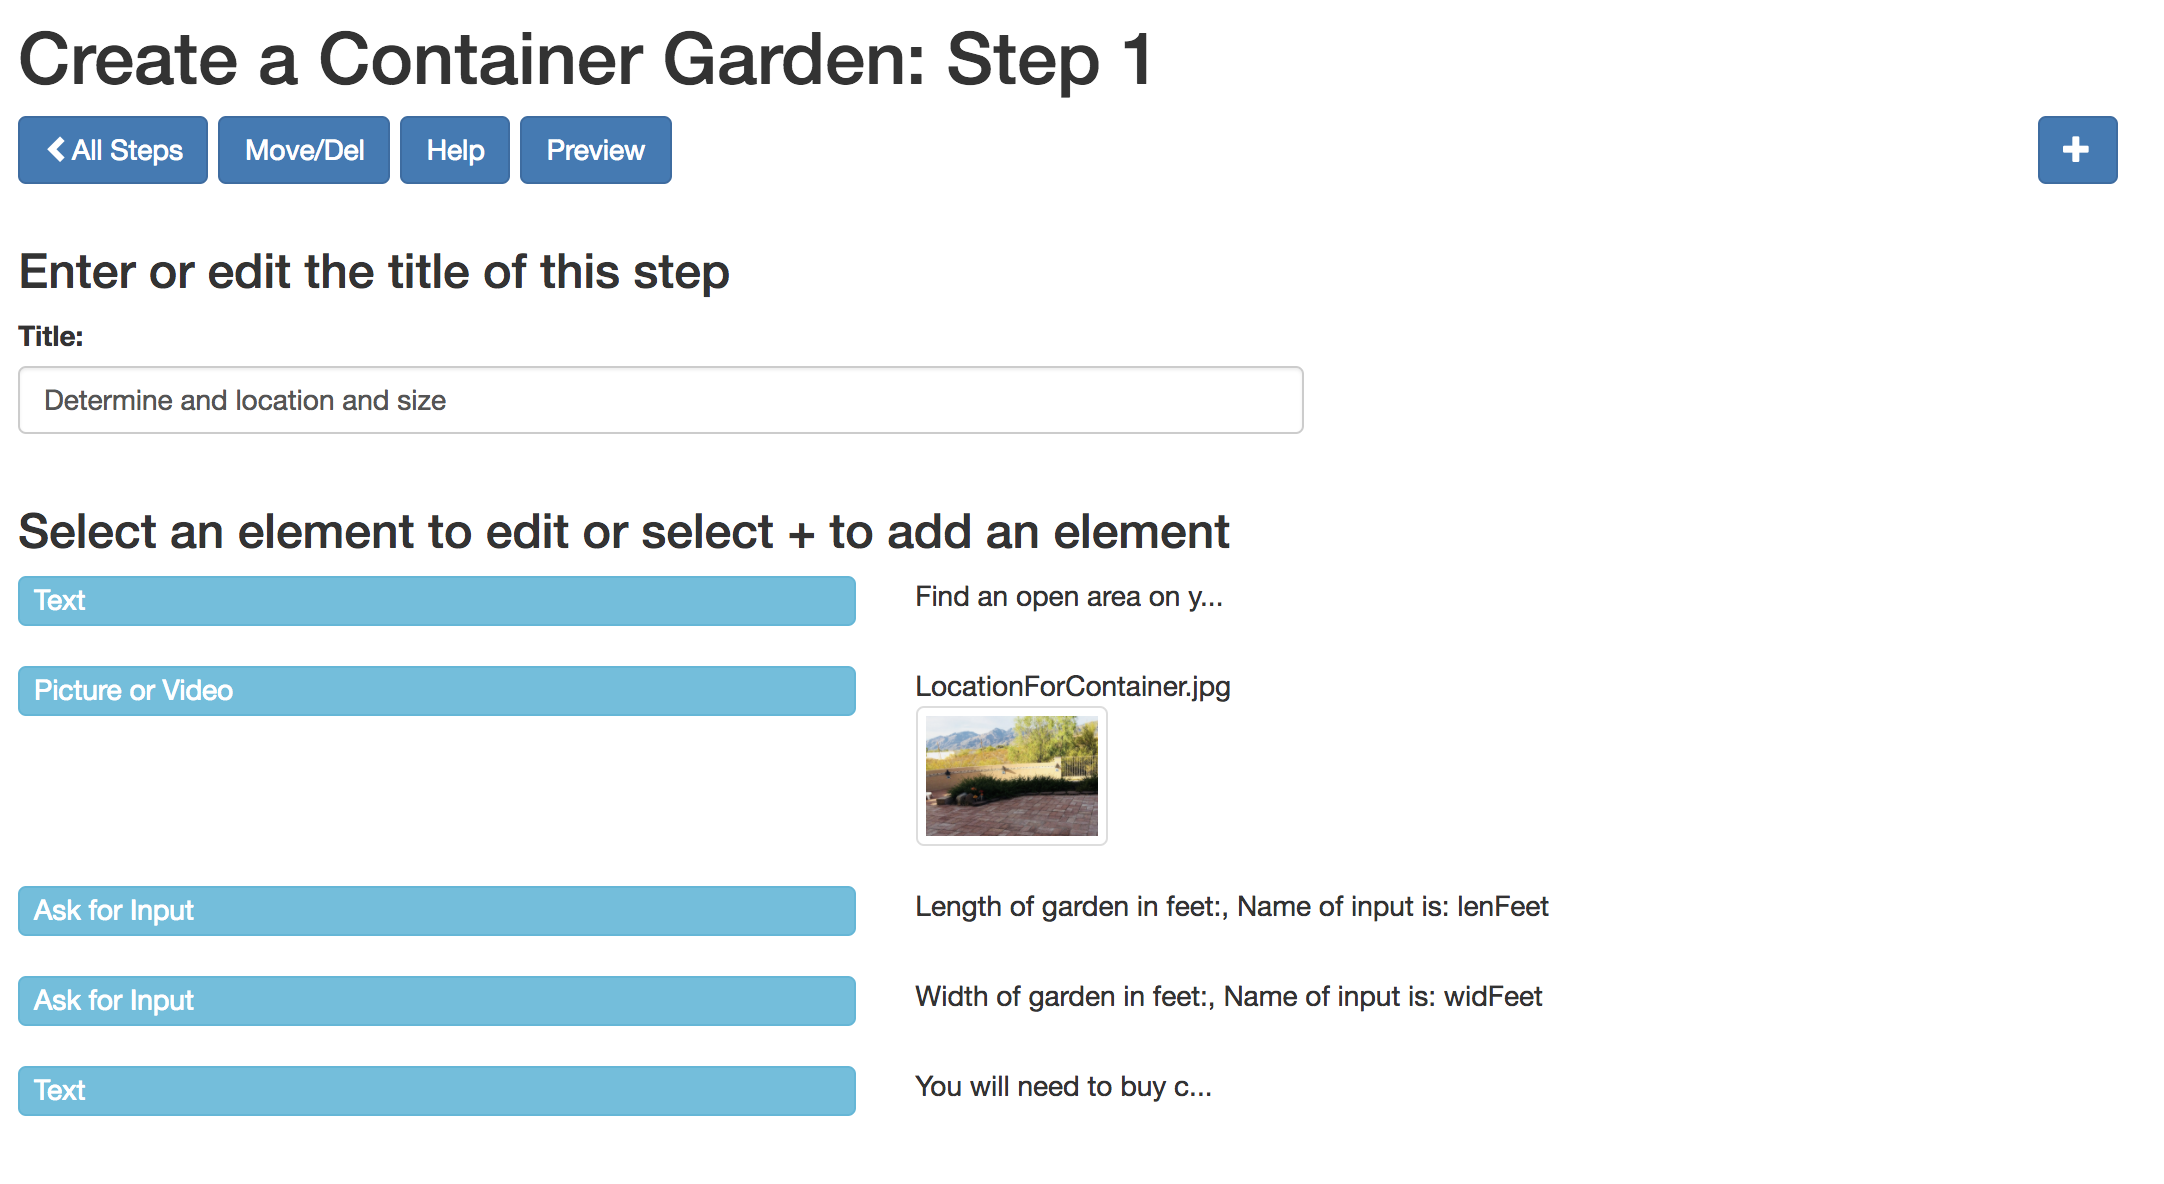 Create a Container Garden: Step 1
All Steps Move/Del Help Preview +
Enter or edit the title of this step
Title:
Determine and location and size
Select an element to edit or select + to add an element
Text Find an open area on y...
Picture or Video LocationForContainer.jpg
Ask for Input Length of garden in feet:, Name of input is: lenFeet
Ask for Input Width of garden in feet:, Name of input is: widFeet
Text You will need to buy c...